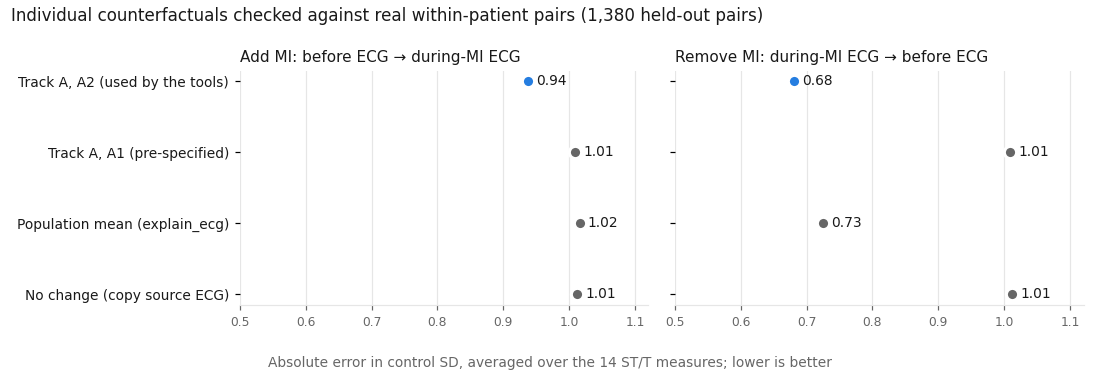 Individual counterfactuals checked against real within-patient pairs (1,380 held-out pairs)
Add MI: before ECG → during-MI ECG
Remove MI: during-MI ECG → before ECG
Track A, A2 (used by the tools)
0.94
0.68
Track A, A1 (pre-specified)
1.01
1.01
Population mean (explain_ecg)
1.02
0.73
No change (copy source ECG)
1.01
1.01
0.5 0.6 0.7 0.8 0.9 1.0 1.1
0.5 0.6 0.7 0.8 0.9 1.0 1.1
Absolute error in control SD, averaged over the 14 ST/T measures; lower is better